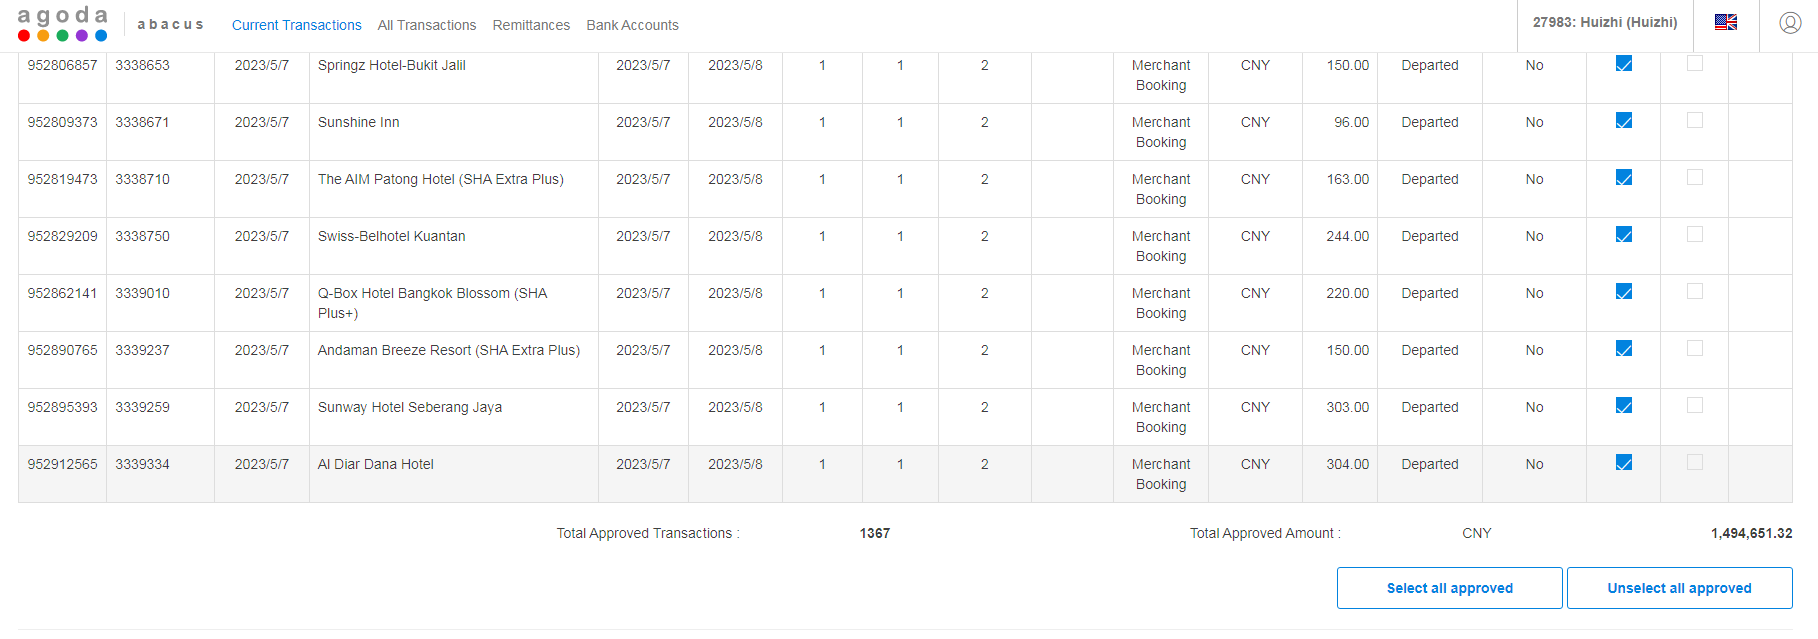 agoda
abacus
Current Transactions All Transactions Remittances Bank Accounts
27983: Huizhi (Huizhi)
952806857 3338653 2023/5/7 Springz Hotel-Bukit Jalil 2023/5/7 2023/5/8 1 1 2 Merchant Booking CNY 150.00 Departed No
952809373 3338671 2023/5/7 Sunshine Inn 2023/5/7 2023/5/8 1 1 2 Merchant Booking CNY 96.00 Departed No
952819473 3338710 2023/5/7 The AIM Patong Hotel (SHA Extra Plus) 2023/5/7 2023/5/8 1 1 2 Merchant Booking CNY 163.00 Departed No
952829209 3338750 2023/5/7 Swiss-Belhotel Kuantan 2023/5/7 2023/5/8 1 1 2 Merchant Booking CNY 244.00 Departed No
952862141 3339010 2023/5/7 Q-Box Hotel Bangkok Blossom (SHA Plus+) 2023/5/7 2023/5/8 1 1 2 Merchant Booking CNY 220.00 Departed No
952890765 3339237 2023/5/7 Andaman Breeze Resort (SHA Extra Plus) 2023/5/7 2023/5/8 1 1 2 Merchant Booking CNY 150.00 Departed No
952895393 3339259 2023/5/7 Sunway Hotel Seberang Jaya 2023/5/7 2023/5/8 1 1 2 Merchant Booking CNY 303.00 Departed No
952912565 3339334 2023/5/7 Al Diar Dana Hotel 2023/5/7 2023/5/8 1 1 2 Merchant Booking CNY 304.00 Departed No
Total Approved Transactions : 1367 Total Approved Amount : CNY 1,494,651.32
Select all approved Unselect all approved